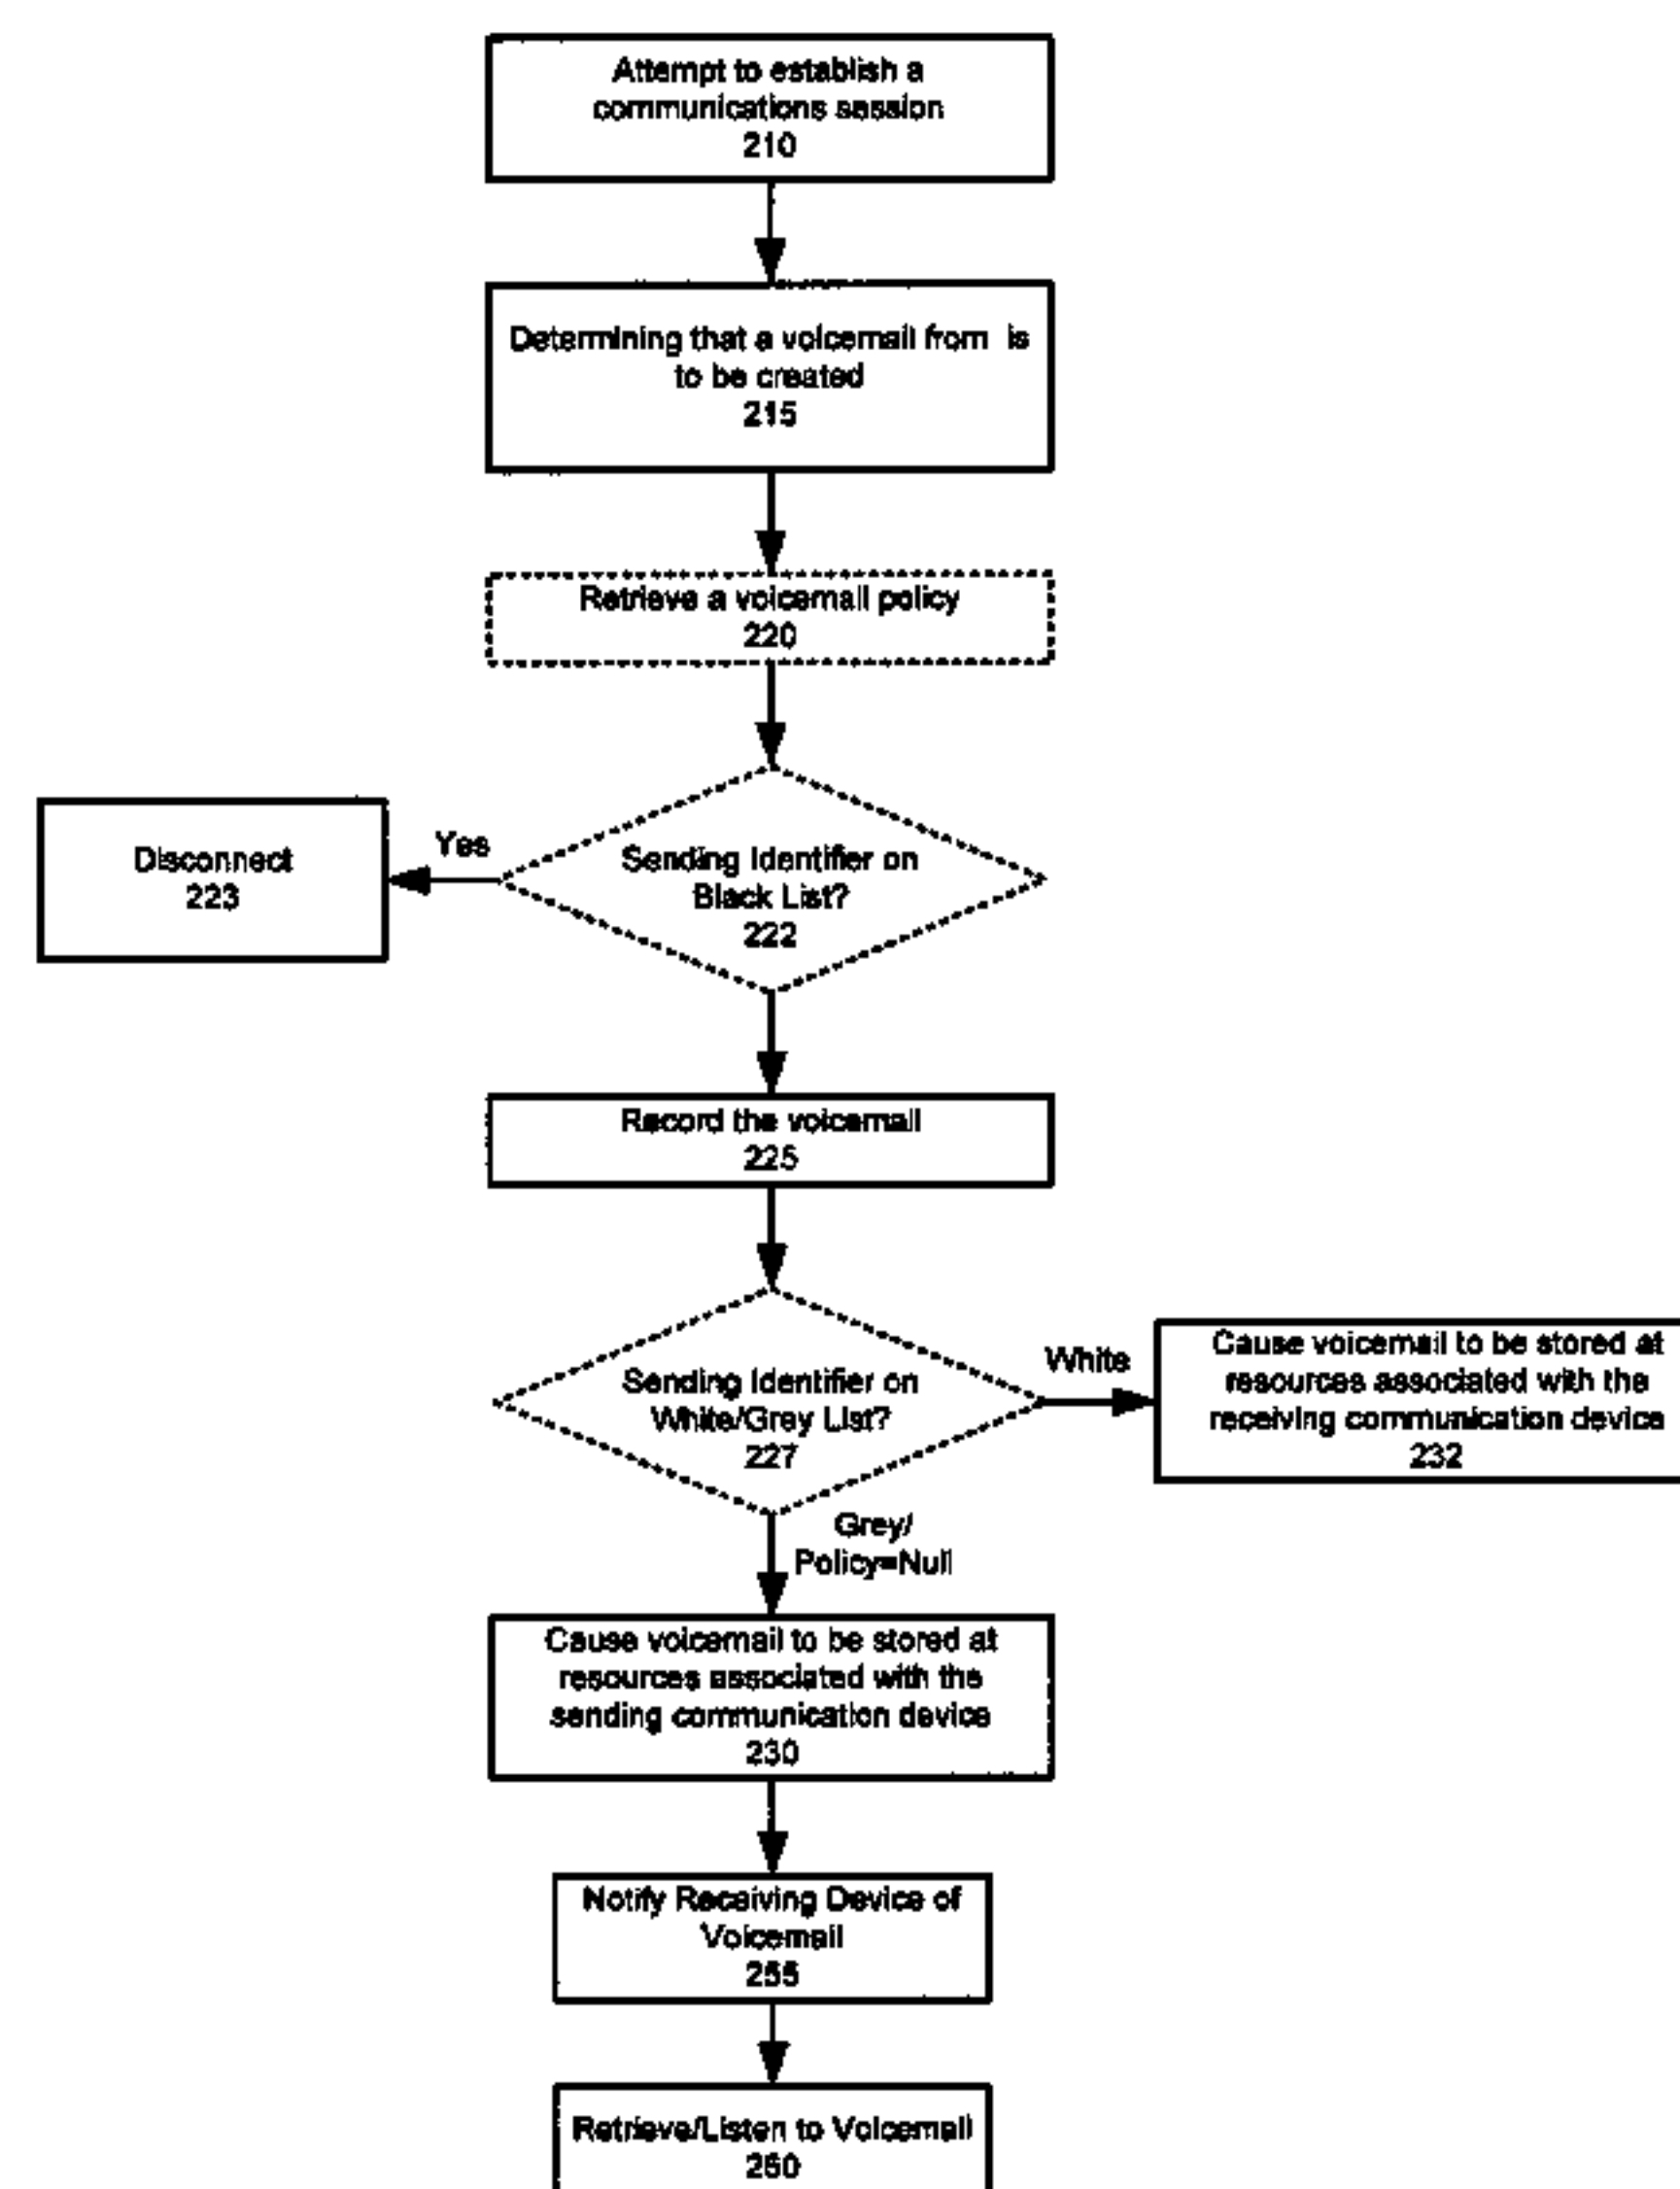 Attempt to establish a
communications session
210
Determining that a voicemail from is
to be created
215
Retrieve a voicemail policy
220
Sending Identifier on
Black List?
222
Yes
Disconnect
223
Record the voicemail
225
Sending Identifier on
White/Grey List?
227
White
Cause voicemail to be stored at
resources associated with the
receiving communication device
232
Grey/
Policy=Null
Cause voicemail to be stored at
resources associated with the
sending communication device
230
Notify Receiving Device of
Voicemail
255
Retrieve/Listen to Voicemail
260